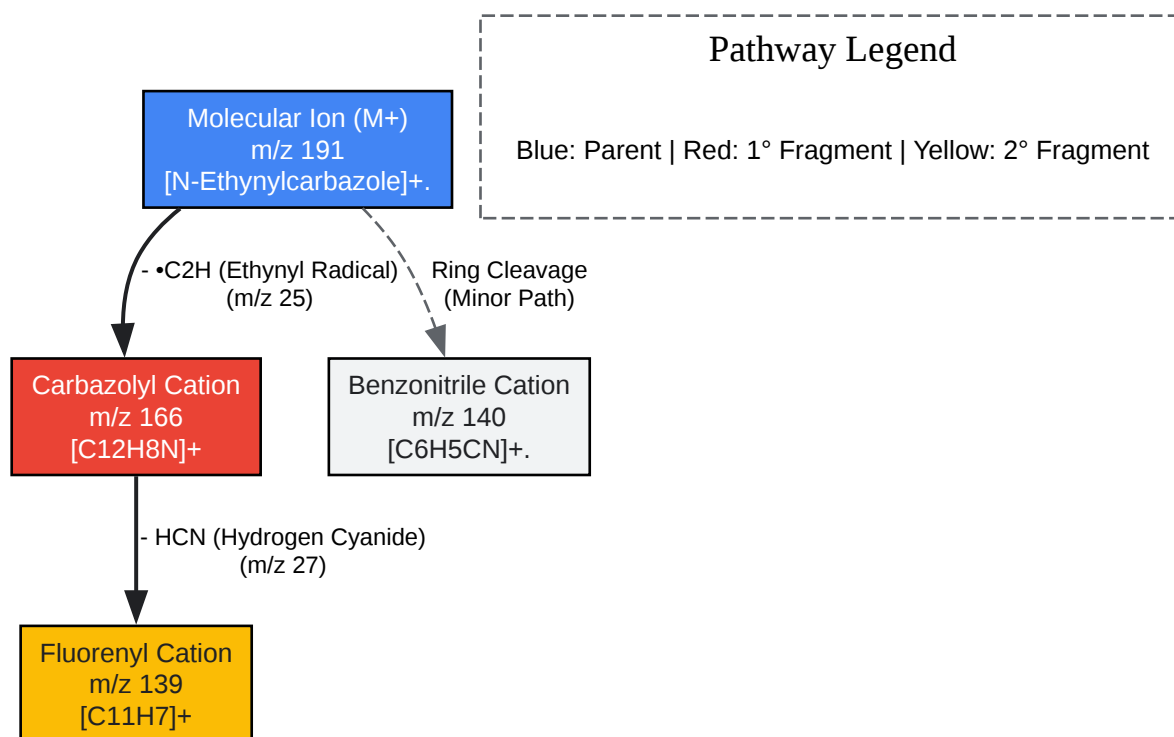 Pathway Legend
Blue: Parent | Red: 1° Fragment | Yellow: 2° Fragment
Molecular Ion (M+)
m/z 191
[N-Ethynylcarbazole]+.
- •C2H (Ethynyl Radical)
(m/z 25)
Ring Cleavage
(Minor Path)
Carbazolyl Cation
m/z 166
[C12H8N]+
Benzonitrile Cation
m/z 140
[C6H5CN]+.
- HCN (Hydrogen Cyanide)
(m/z 27)
Fluorenyl Cation
m/z 139
[C11H7]+